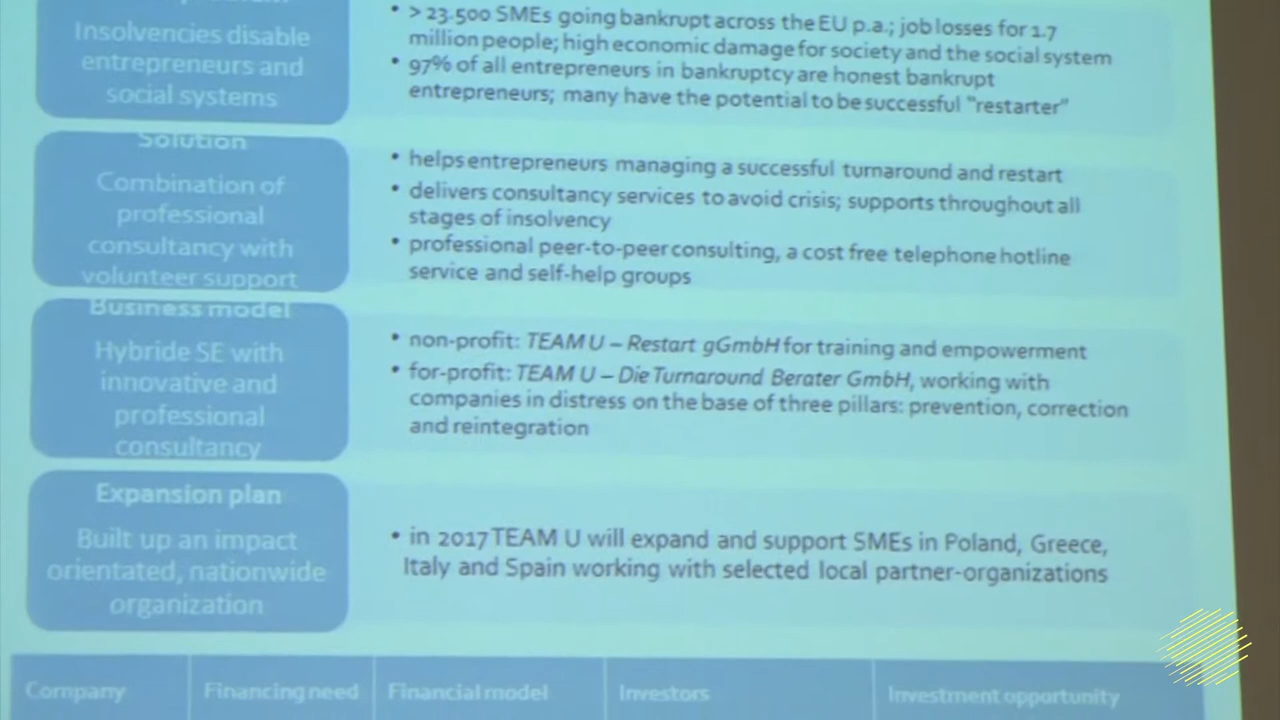 Insolvencies disable
entrepreneurs and
social systems
• > 23.500 SMEs going bankrupt across the EU p.a.; job losses for 1.7
million people; high economic damage for society and the social system
• 97% of all entrepreneurs in bankruptcy are honest bankrupt
entrepreneurs; many have the potential to be successful "restarter"
Solution
Combination of
professional
consultancy with
volunteer support
• helps entrepreneurs managing a successful turnaround and restart
• delivers consultancy services to avoid crisis; supports throughout all
stages of insolvency
• professional peer-to-peer consulting, a cost free telephone hotline
service and self-help groups
Business model
Hybride SE with
innovative and
professional
consultancy
• non-profit: TEAM U – Restart gGmbH for training and empowerment
• for-profit: TEAM U – Die Turnaround Berater GmbH, working with
companies in distress on the base of three pillars: prevention, correction
and reintegration
Expansion plan
Built up an impact
orientated, nationwide
organization
• in 2017 TEAM U will expand and support SMEs in Poland, Greece,
Italy and Spain working with selected local partner-organizations
Company Financing need Financial model Investors Investment opportunity